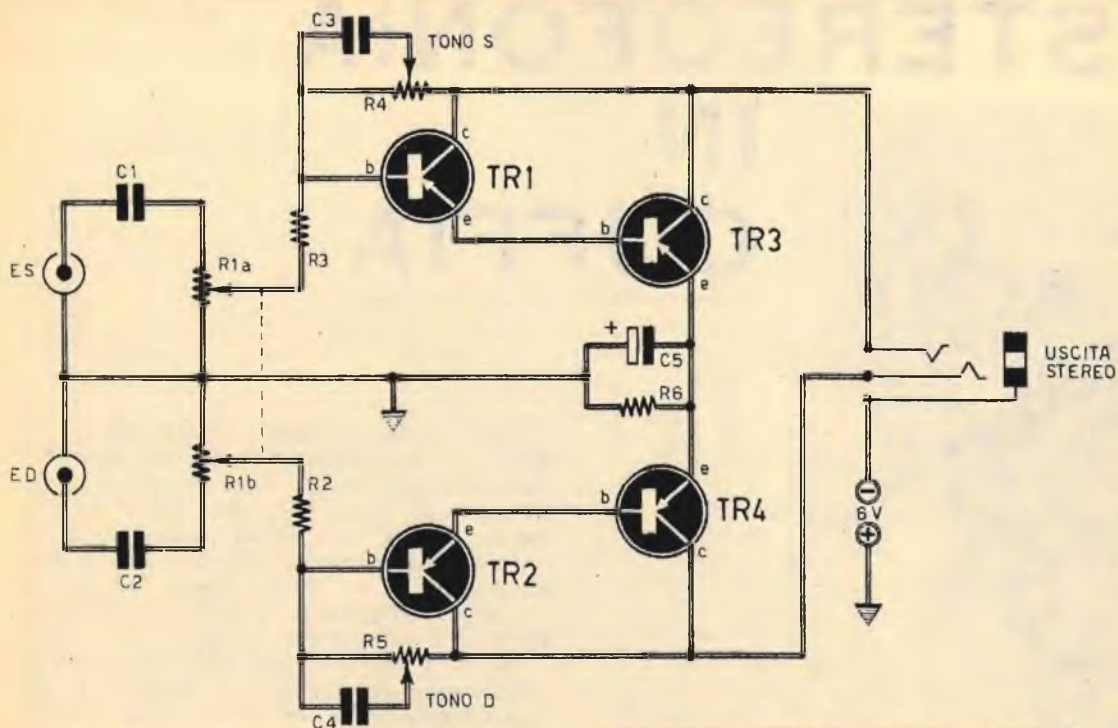 C3
TONO S
R4
c
b
TR1
e
C1
R3
b
c
TR3
e
ES
R1a
+
C5
R6
USCITA
STEREO
ED
R1b
R2
e
b
TR4
c
6V
C2
b
e
TR2
c
R5
C4
TONO D